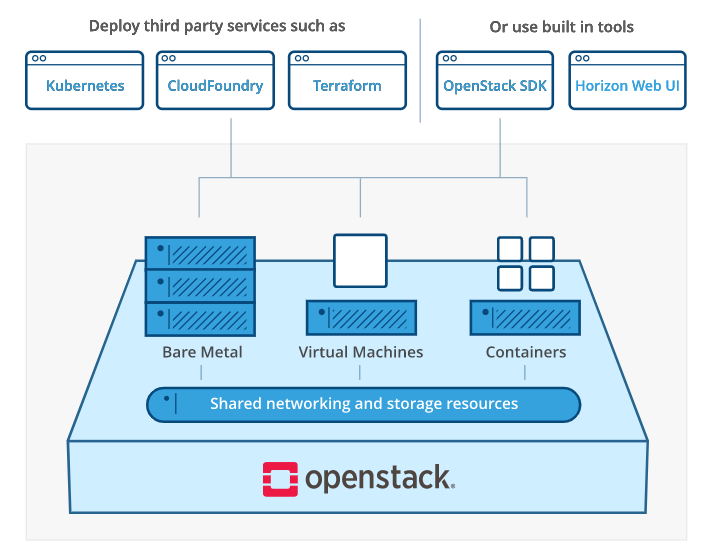 Deploy third party services such as
Or use built in tools
Kubernetes
CloudFoundry
Terraform
OpenStack SDK
Horizon Web UI
Bare Metal
Virtual Machines
Containers
Shared networking and storage resources
openstack®